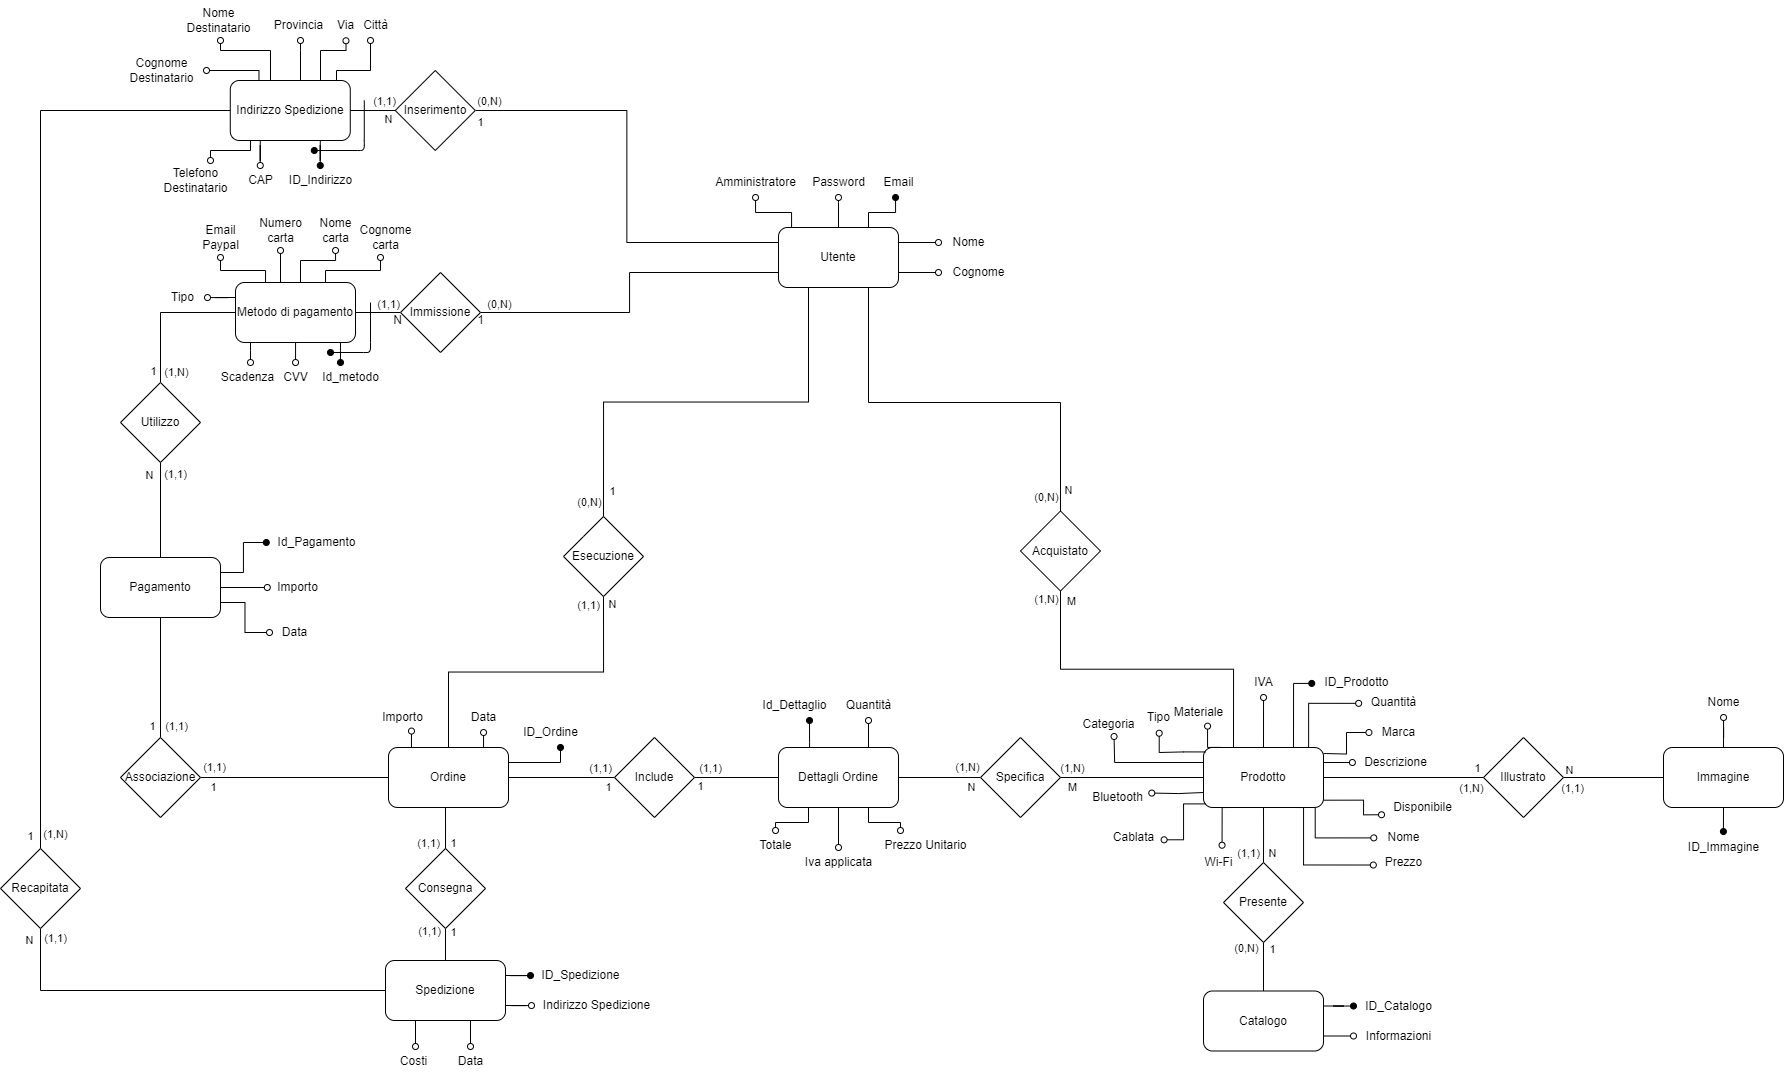 Nome
Destinatario
Provincia
Via
Città
Cognome
Destinatario
Indirizzo Spedizione
(1,1)
N
Inserimento
(0,N)
1
Telefono
Destinatario
CAP
ID_Indirizzo
Amministratore
Password
Email
Utente
Nome
Cognome
Email
Paypal
Numero
carta
Nome
carta
Cognome
carta
Tipo
Metodo di pagamento
(1,1)
N
Immissione
(0,N)
1
Scadenza
CVV
Id_metodo
1
(1,N)
Utilizzo
N
(1,1)
1
(0,N)
Esecuzione
(1,1)
N
N
(0,N)
Acquistato
(1,N)
M
Pagamento
Id_Pagamento
Importo
Data
1
(1,1)
Associazione
(1,1)
1
Importo
Data
ID_Ordine
Ordine
(1,1)
1
Include
(1,1)
1
Id_Dettaglio
Quantità
Dettagli Ordine
Totale
Iva applicata
Prezzo Unitario
(1,N)
N
Specifica
(1,N)
M
Categoria
Tipo
Materiale
IVA
ID_Prodotto
Quantità
Marca
Descrizione
Prodotto
Bluetooth
Cablata
Wi-Fi
Disponibile
Nome
Prezzo
1
(1,N)
Illustrato
N
(1,1)
Nome
Immagine
ID_Immagine
(1,1)
N
Presente
(0,N)
1
Catalogo
ID_Catalogo
Informazioni
1
(1,N)
Recapitata
N
(1,1)
(1,1)
1
Consegna
(1,1)
1
Spedizione
ID_Spedizione
Indirizzo Spedizione
Costi
Data